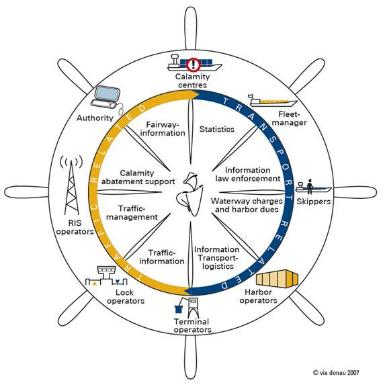 Calamity
centres
Authority
Fleet-
manager
TRAFFIC RELATED
TRANSPORT RELATED
Fairway-
information
Statistics
Calamity
abatement support
Information
law enforcement
Traffic-
management
Waterway charges
and harbor dues
RIS
operators
Skippers
Traffic-
information
Information
Transport-
logistics
Lock
operators
Harbor
operators
Terminal
operators
© via donau 2007